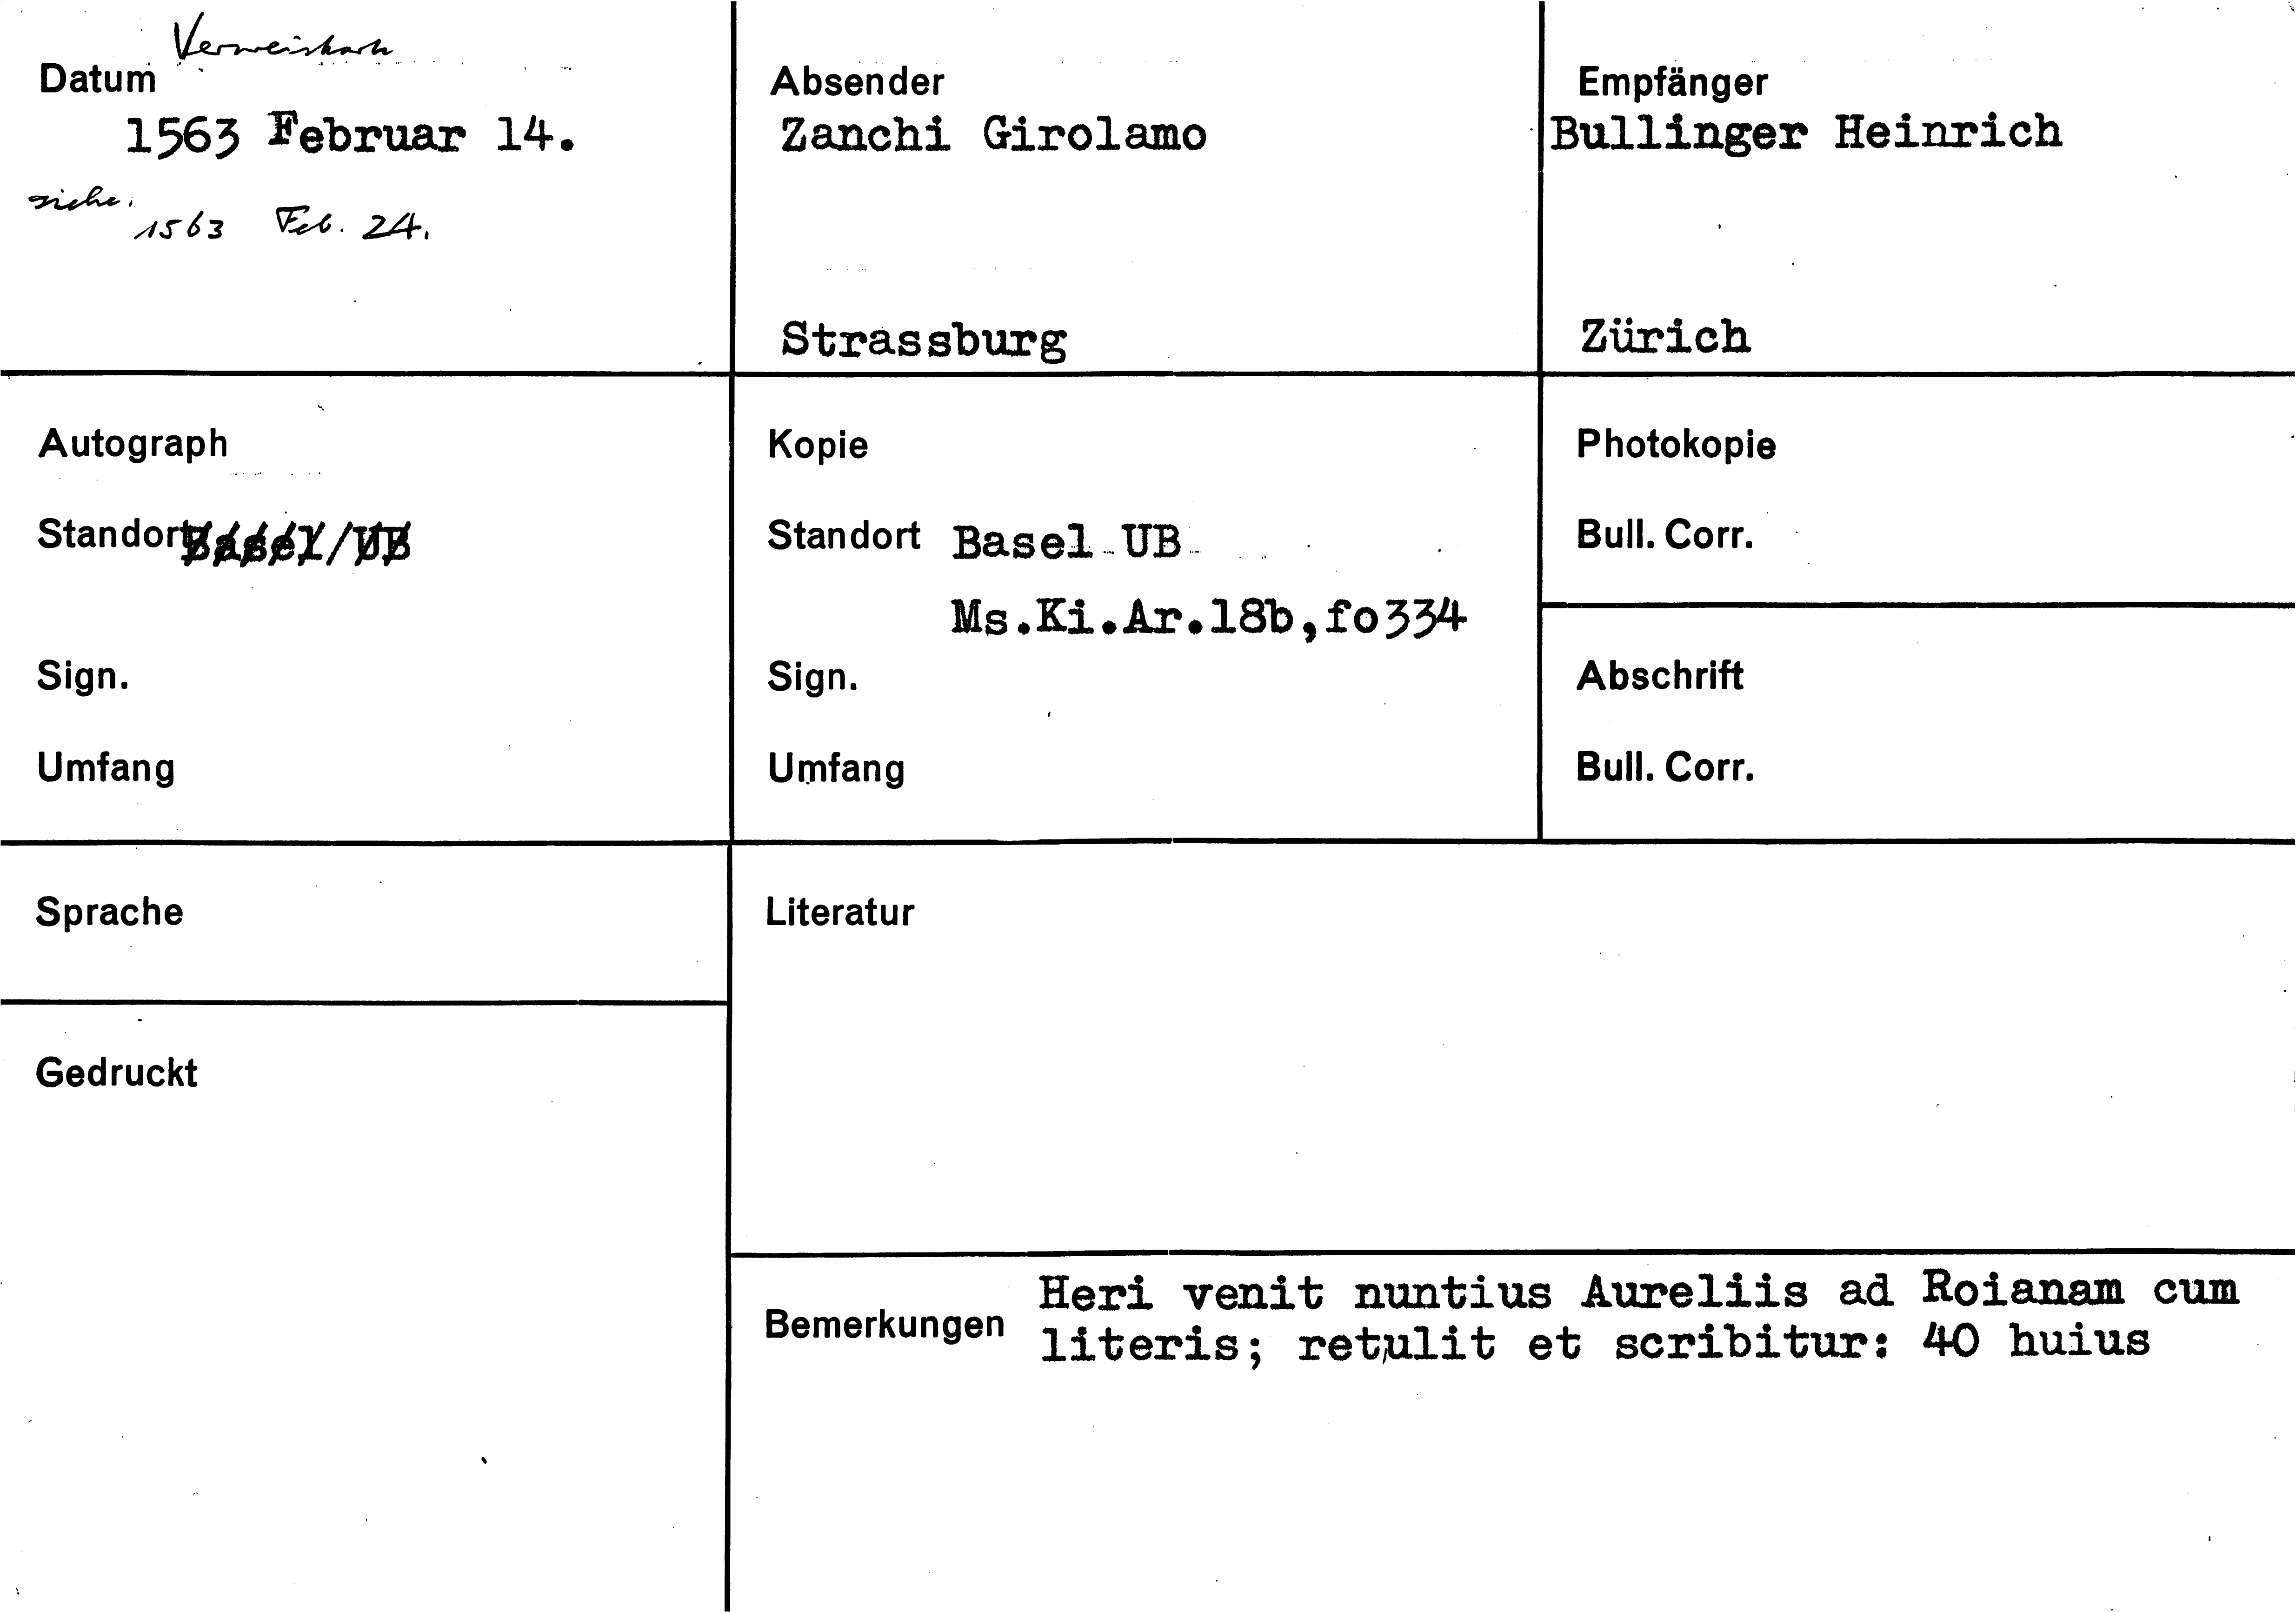 Verweiskarte
Datum
1563 Februar 14.
siehe:
1563 Feb. 24.
Absender
Zanchi Girolamo
Strassburg
Empfänger
Bullinger Heinrich
Zürich
Autograph
Standort Basel/UB
Sign.
Umfang
Kopie
Standort Basel UB
Ms.Ki.Ar.18b,fo334
Sign.
Umfang
Photokopie
Bull. Corr.
Abschrift
Bull. Corr.
Sprache
Gedruckt
Literatur
Bemerkungen
Heri venit nuntius Aureliis ad Roianam cum
literis; retulit et scribitur: 40 huius